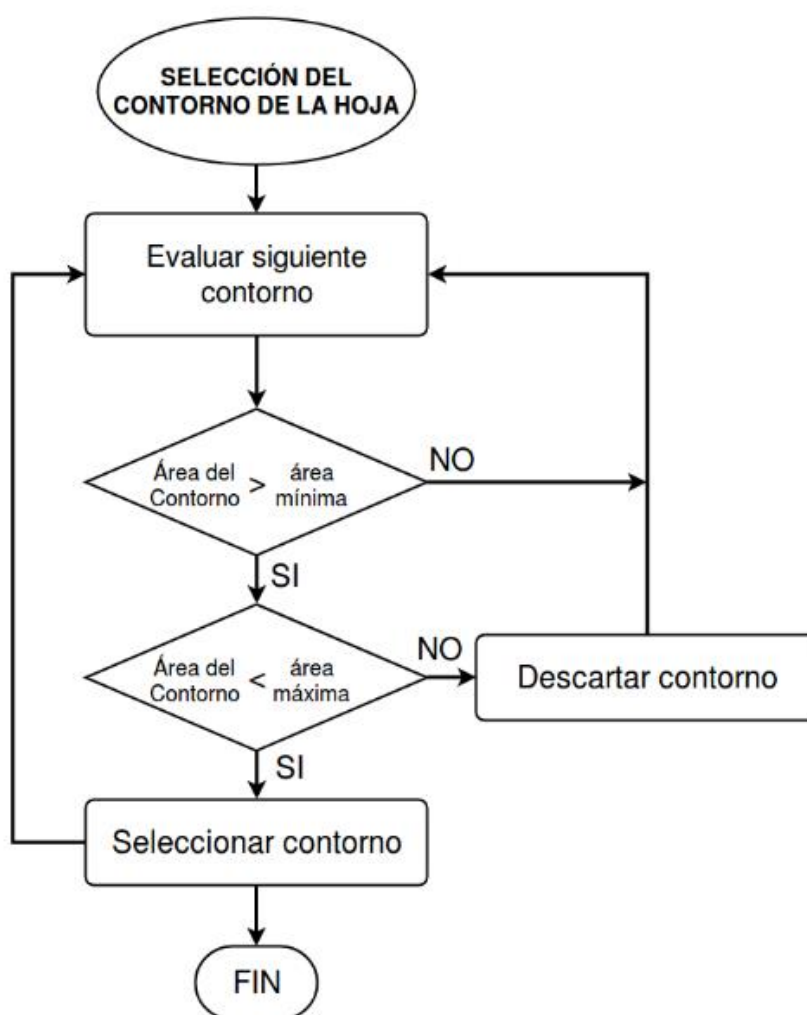 SELECCIÓN DEL
CONTORNO DE LA HOJA
Evaluar siguiente
contorno
Área del
Contorno
>
área
mínima
NO
SI
Área del
Contorno
<
área
máxima
NO
Descartar contorno
SI
Seleccionar contorno
FIN